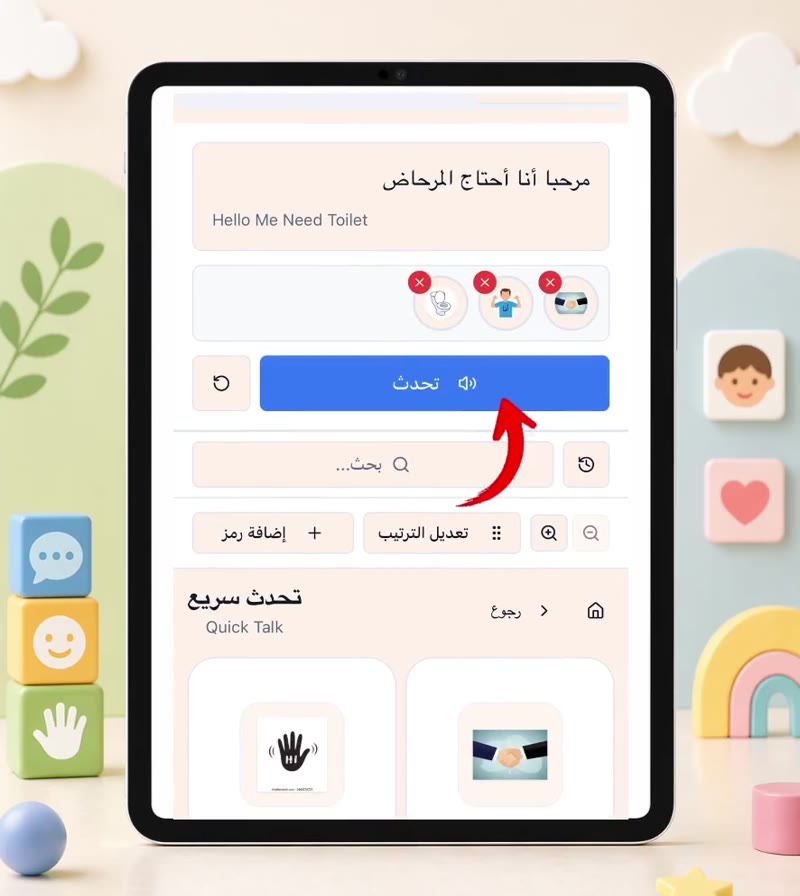 مرحبا أنا أحتاج المرحاض
Hello Me Need Toilet
تحدث
بحث...
إضافة رمز
تعديل الترتيب
تحدث سريع
رجوع
Quick Talk
HI